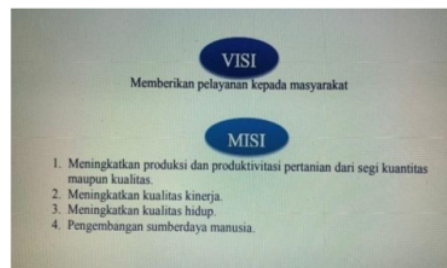 VISI
Memberikan pelayanan kepada masyarakat
MISI
1. Meningkatkan produksi dan produktivitas pertanian dari segi kuantitas
maupun kualitas.
2. Meningkatkan kualitas kinerja.
3. Meningkatkan kualitas hidup.
4. Pengembangan sumberdaya manusia.